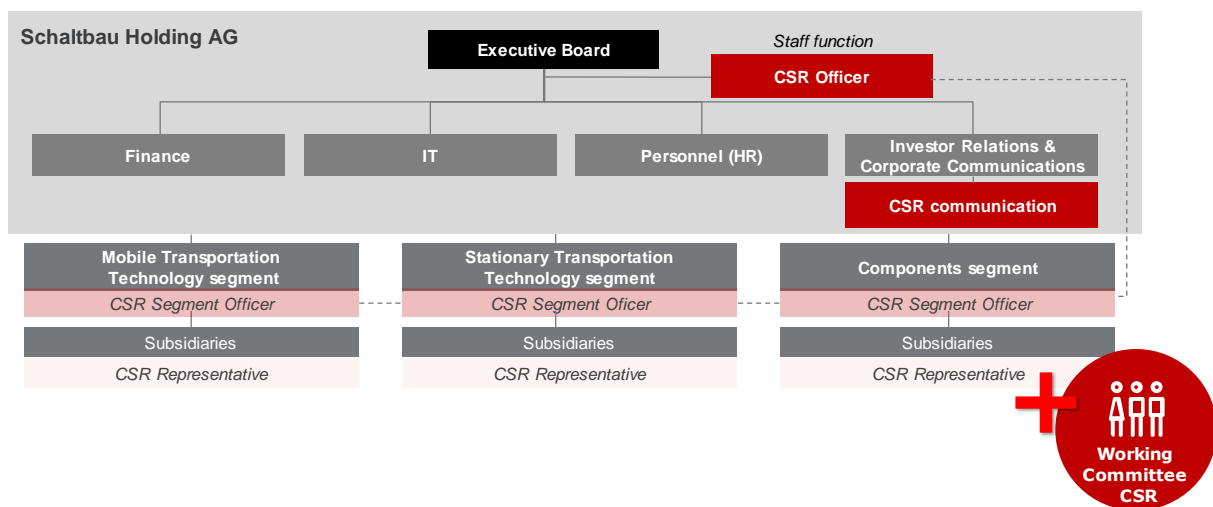 Schaltbau Holding AG
Executive Board
Staff function
CSR Officer
Finance
IT
Personnel (HR)
Investor Relations &
Corporate Communications
CSR communication
Mobile Transportation
Technology segment
CSR Segment Officer
Subsidiaries
CSR Representative
Stationary Transportation
Technology segment
CSR Segment Oficer
Subsidiaries
CSR Representative
Components segment
CSR Segment Officer
Subsidiaries
CSR Representative
Working
Committee
CSR